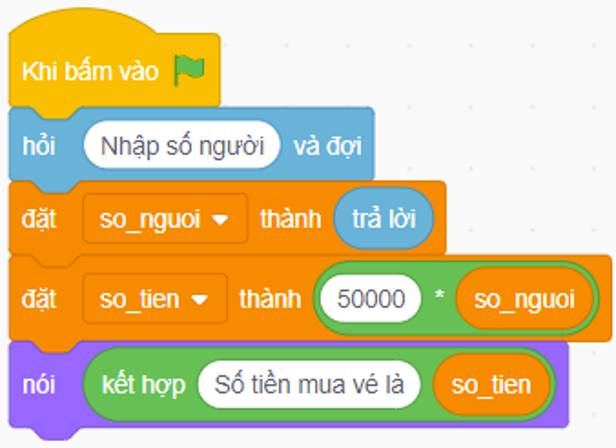 Khi bấm vào
hỏi Nhập số người và đợi
đặt so_nguoi thành trả lời
đặt so_tien thành 50000 * so_nguoi
nói kết hợp Số tiền mua vé là so_tien